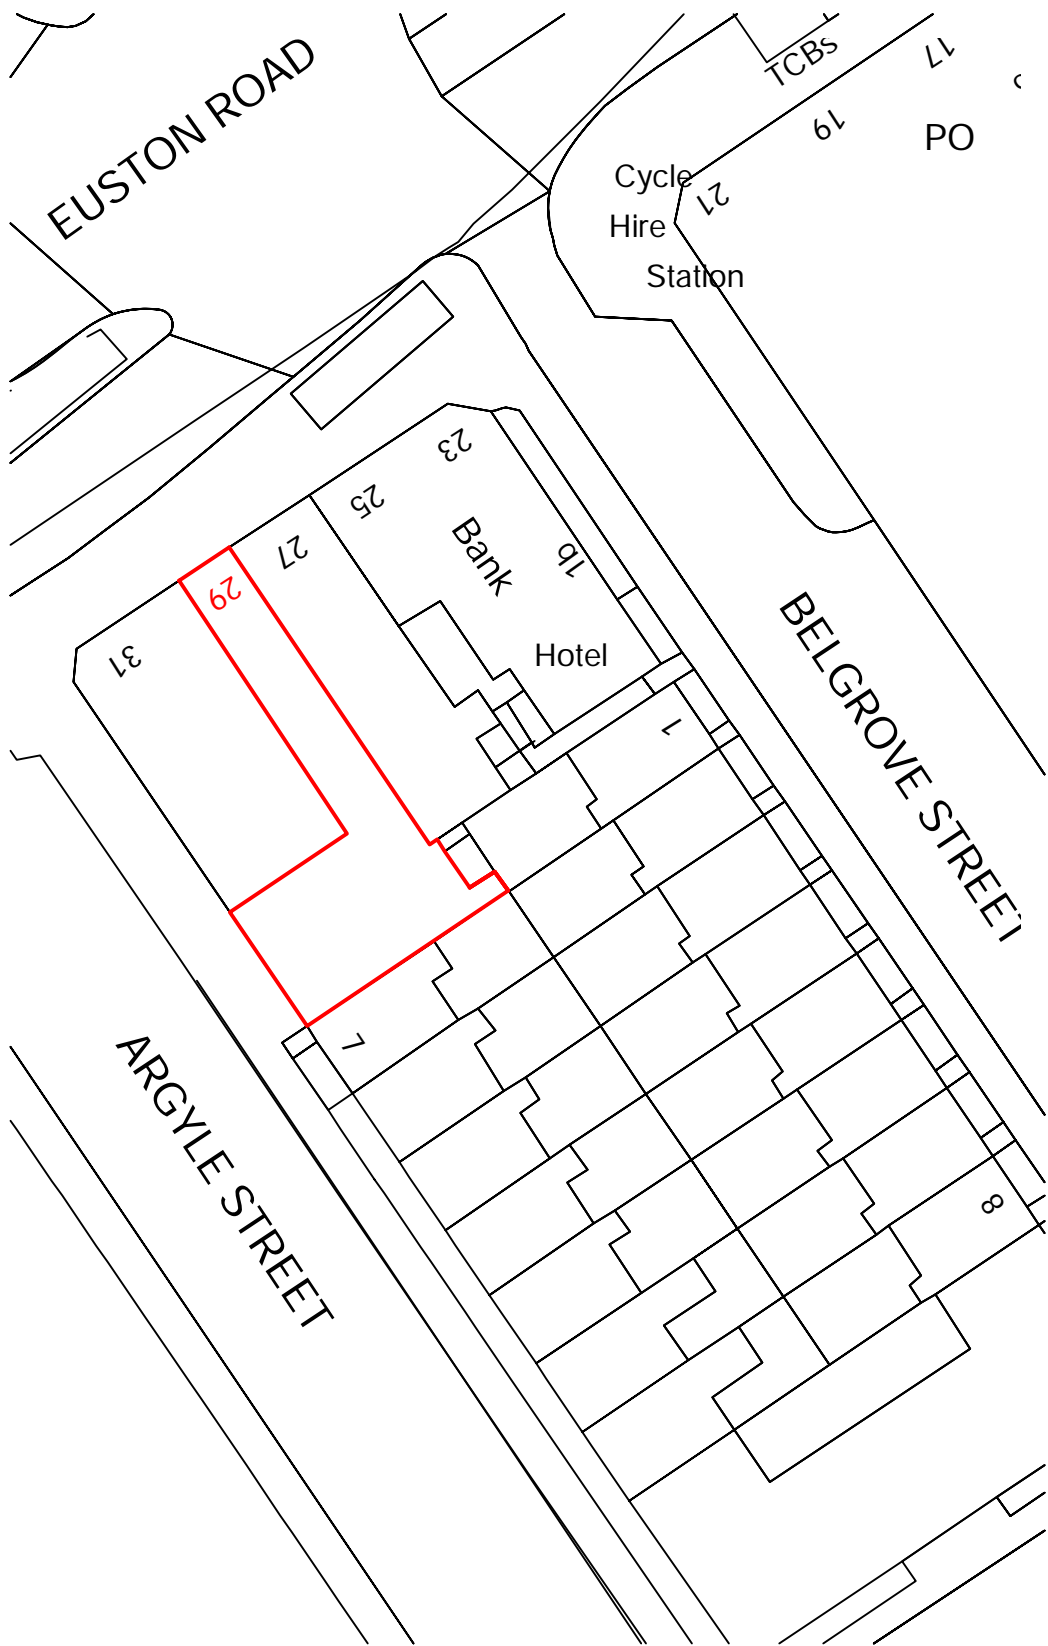 EUSTON ROAD
TCBs
17
19
PO
Cycle
21
Hire
Station
23
25
27
Bank
1b
29
31
Hotel
BELGROVE STREET
1
7
ARGYLE STREET
8